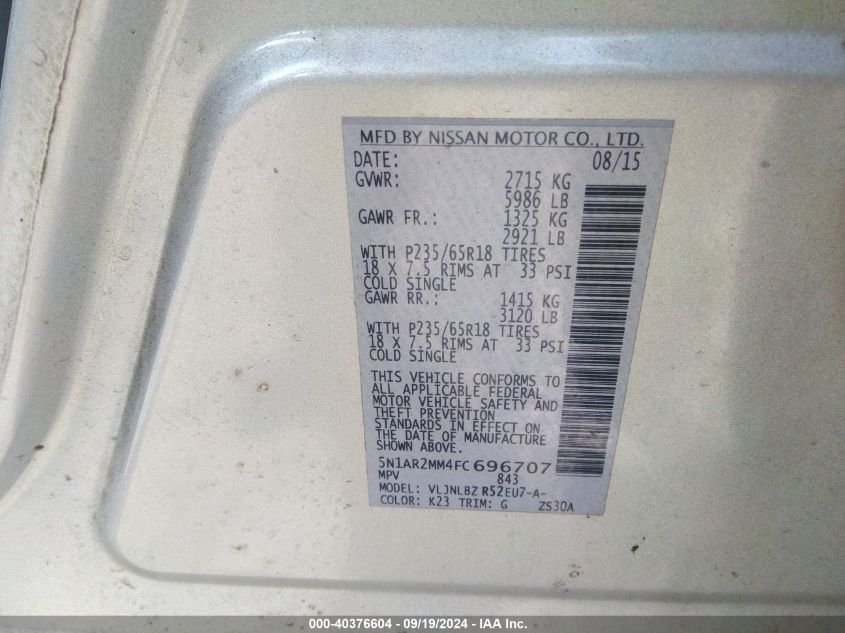 MFD BY NISSAN MOTOR CO., LTD.
DATE: 08/15
GVWR: 2715 KG
5986 LB
GAWR FR.: 1325 KG
2921 LB
WITH P235/65R18 TIRES
18 X 7.5 RIMS AT 33 PSI
COLD SINGLE
GAWR RR.: 1415 KG
3120 LB
WITH P235/65R18 TIRES
18 X 7.5 RIMS AT 33 PSI
COLD SINGLE
THIS VEHICLE CONFORMS TO
ALL APPLICABLE FEDERAL
MOTOR VEHICLE SAFETY AND
THEFT PREVENTION
STANDARDS IN EFFECT ON
THE DATE OF MANUFACTURE
SHOWN ABOVE.
5N1AR2MM4FC696707
MPV 843
MODEL: VLJNLBZ R52EU7-A-
COLOR: K23 TRIM: G ZS30A
000-40376604 - 09/19/2024 - IAA Inc.